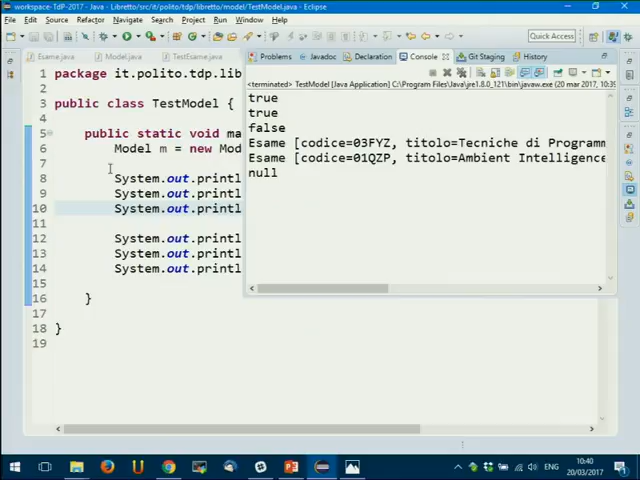 workspace-TdP-2017 - Java - Libretto/src/it/polito/tdp/libretto/model/TestModel.java - Eclipse
File Edit Source Refactor Navigate Search Project Run Window Help
Quick Access
Esame.java Model.java TestEsame.java
Problems Javadoc Declaration Console Git Staging History
<terminated> TestModel [Java Application] C:\Program Files\Java\jre1.8.0_121\bin\javaw.exe (20 mar 2017, 10:39
true
true
false
Esame [codice=03FYZ, titolo=Tecniche di Programm
Esame [codice=01QZP, titolo=Ambient Intelligence
null
1 package it.polito.tdp.lib
2
3 public class TestModel {
4
5 public static void ma
6 Model m = new Mod
7
8 System.out.printl
9 System.out.printl
10 System.out.printl
11
12 System.out.printl
13 System.out.printl
14 System.out.printl
15
16 }
17
18 }
19
ENG
10:40
20/03/2017